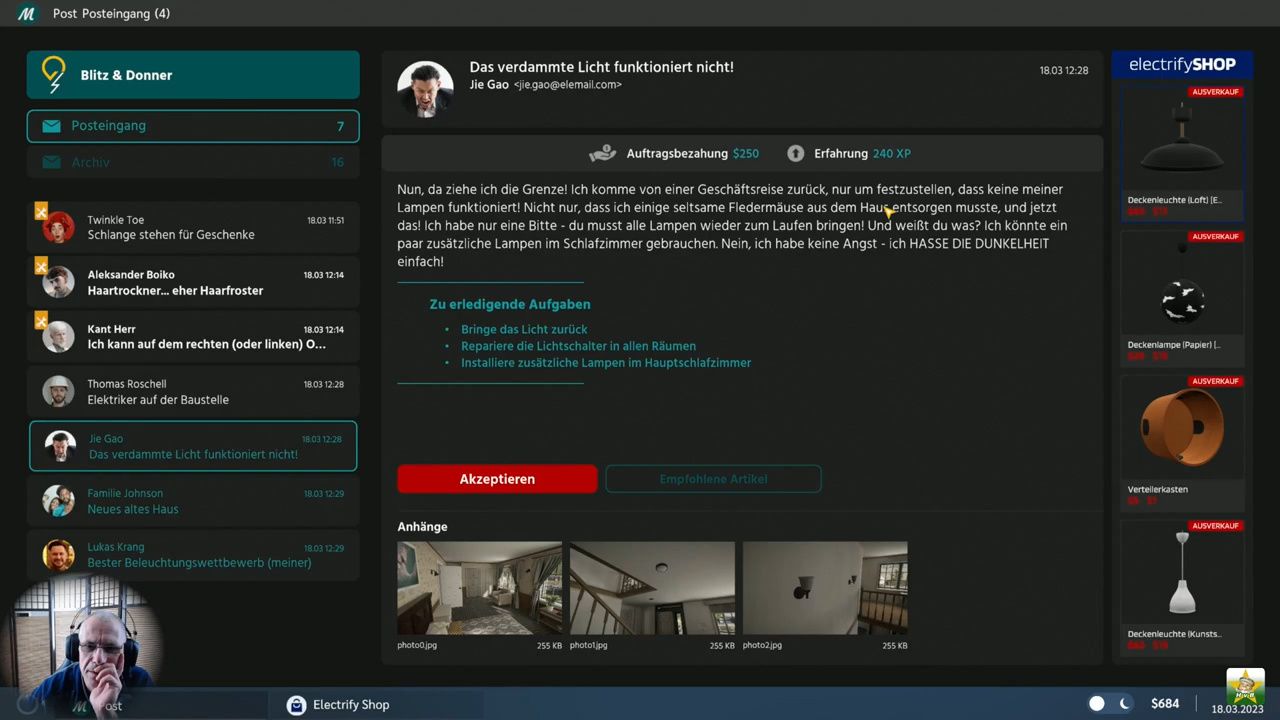 Post Posteingang (4)
Blitz & Donner
Posteingang 7
Archiv 16
Twinkle Toe 18.03 11:51
Schlange stehen für Geschenke
Aleksander Boiko 18.03 12:14
Haartrockner... eher Haarfroster
Kant Herr 18.03 12:14
Ich kann auf dem rechten (oder linken) O...
Thomas Roschell 18.03 12:28
Elektriker auf der Baustelle
Jie Gao 18.03 12:28
Das verdammte Licht funktioniert nicht!
Familie Johnson 18.03 12:29
Neues altes Haus
Lukas Krang 18.03 12:29
Bester Beleuchtungswettbewerb (meiner)
Das verdammte Licht funktioniert nicht!
18.03 12:28
Jie Gao <jie.gao@elemail.com>
Auftragsbezahung $250 Erfahrung 240 XP
Nun, da ziehe ich die Grenze! Ich komme von einer Geschäftsreise zurück, nur um festzustellen, dass keine meiner
Lampen funktioniert! Nicht nur, dass ich einige seltsame Fledermäuse aus dem Haus entsorgen musste, und jetzt
das! Ich habe nur eine Bitte - du musst alle Lampen wieder zum Laufen bringen! Und weißt du was? Ich könnte ein
paar zusätzliche Lampen im Schlafzimmer gebrauchen. Nein, ich habe keine Angst - ich HASSE DIE DUNKELHEIT
einfach!
Zu erledigende Aufgaben
• Bringe das Licht zurück
• Repariere die Lichtschalter in allen Räumen
• Installiere zusätzliche Lampen im Hauptschlafzimmer
Akzeptieren Empfohlene Artikel
Anhänge
photo0.jpg 255 KB photo1.jpg 255 KB photo2.jpg 255 KB
electrifySHOP
AUSVERKAUF
Deckenleuchte (Loft) [E...
AUSVERKAUF
Deckenlampe (Papier) [...
AUSVERKAUF
Verteilerkasten
AUSVERKAUF
Deckenleuchte (Kunsts...
Post Electrify Shop $684
18.03.2023